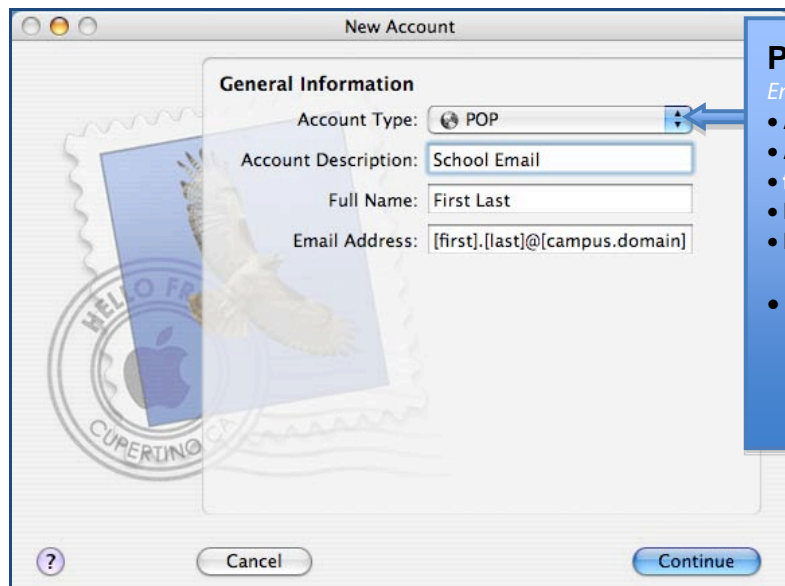 New Account
General Information
Account Type: POP
Account Description: School Email
Full Name: First Last
Email Address: [first].[last]@[campus.domain]
HELLO FR
CUPERTINO CA
? Cancel Continue
P